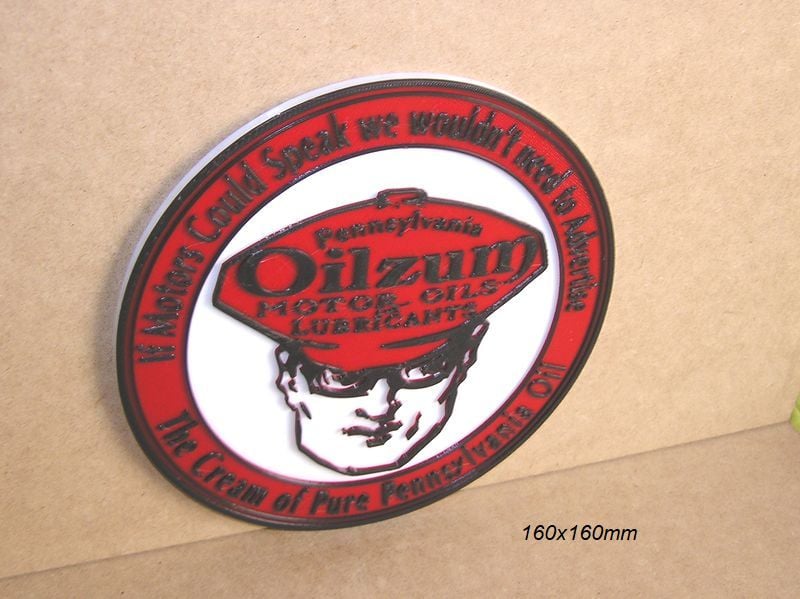 If Motors Could Speak we wouldn't need to Advertise
Pennsylvania
Oilzum
MOTOR OILS
LUBRICANTS
The Cream of Pure Pennsylvania Oil
160x160mm